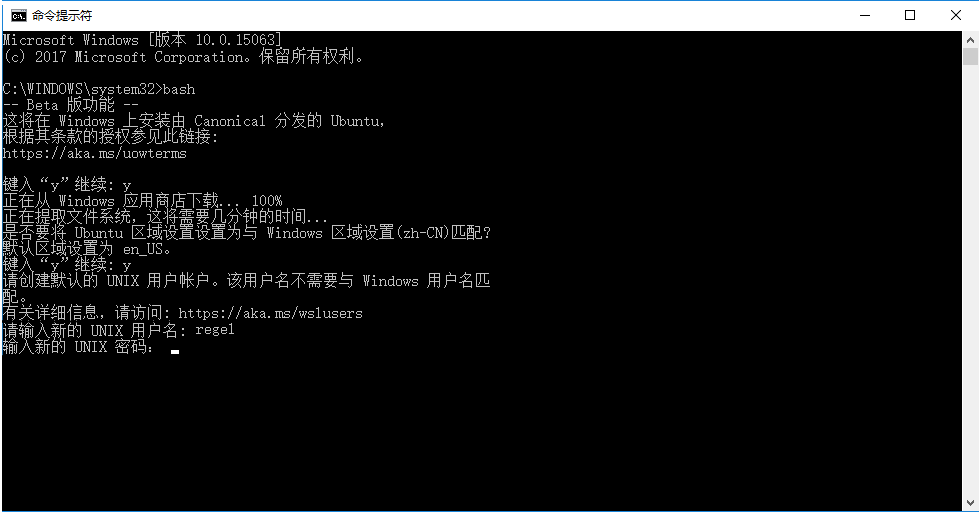 命令提示符
Microsoft Windows [版本 10.0.15063]
(c) 2017 Microsoft Corporation。保留所有权利。
C:\WINDOWS\system32>bash
-- Beta 版功能 --
这将在 Windows 上安装由 Canonical 分发的 Ubuntu,
根据其条款的授权参见此链接:
https://aka.ms/uowterms
键入“y”继续: y
正在从 Windows 应用商店下载... 100%
正在提取文件系统，这将需要几分钟的时间...
是否要将 Ubuntu 区域设置设置为与 Windows 区域设置(zh-CN)匹配?
默认区域设置为 en_US。
键入“y”继续: y
请创建默认的 UNIX 用户帐户。该用户名不需要与 Windows 用户名匹
配。
有关详细信息，请访问: https://aka.ms/wslusers
请输入新的 UNIX 用户名: regel
输入新的 UNIX 密码：